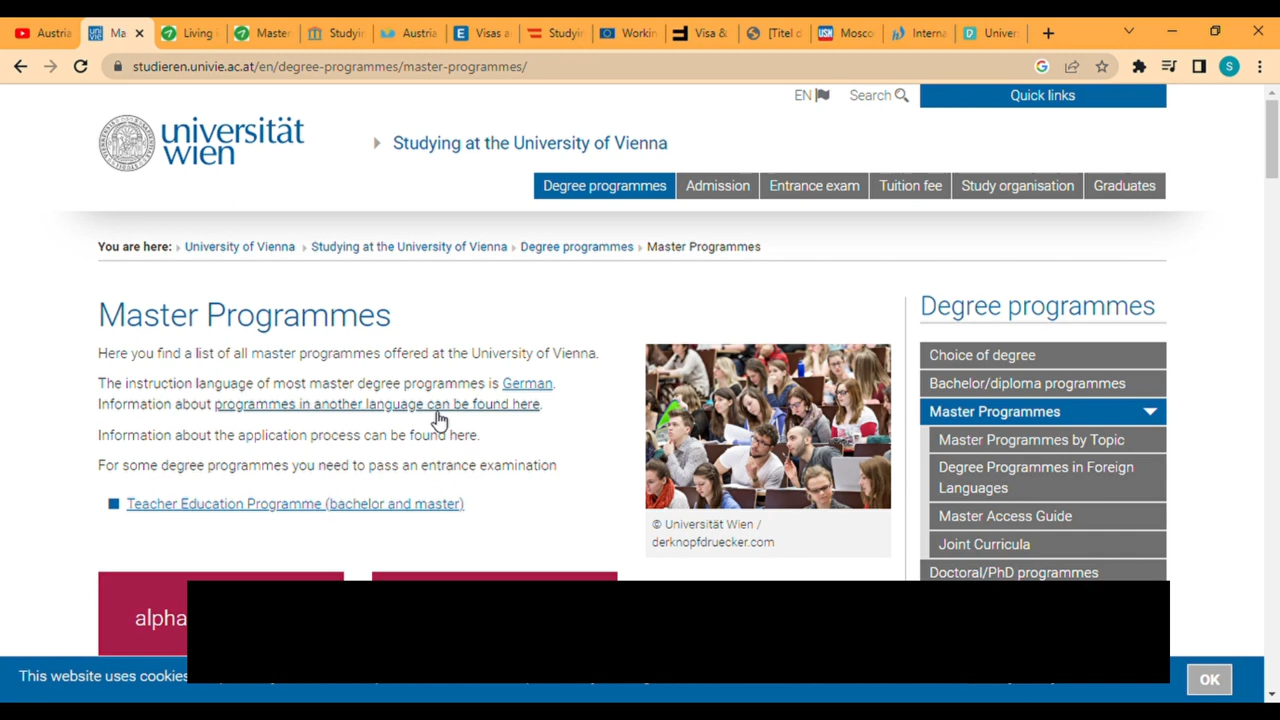 Austria
Ma
Living
Master
Studyin
Austria
Visas a
Studyin
Workin
Visa &
[Titel d
Mosco
Interna
Univers
studieren.univie.ac.at/en/degree-programmes/master-programmes/
S
EN
Search
Quick links
universität
wien
Studying at the University of Vienna
Degree programmes
Admission
Entrance exam
Tuition fee
Study organisation
Graduates
You are here: University of Vienna Studying at the University of Vienna Degree programmes Master Programmes
Master Programmes
Here you find a list of all master programmes offered at the University of Vienna.
The instruction language of most master degree programmes is German.
Information about programmes in another language can be found here.
Information about the application process can be found here.
For some degree programmes you need to pass an entrance examination
Teacher Education Programme (bachelor and master)
© Universität Wien /
derknopfdruecker.com
Degree programmes
Choice of degree
Bachelor/diploma programmes
Master Programmes
Master Programmes by Topic
Degree Programmes in Foreign
Languages
Master Access Guide
Joint Curricula
Doctoral/PhD programmes
alpha
This website uses cookies
OK